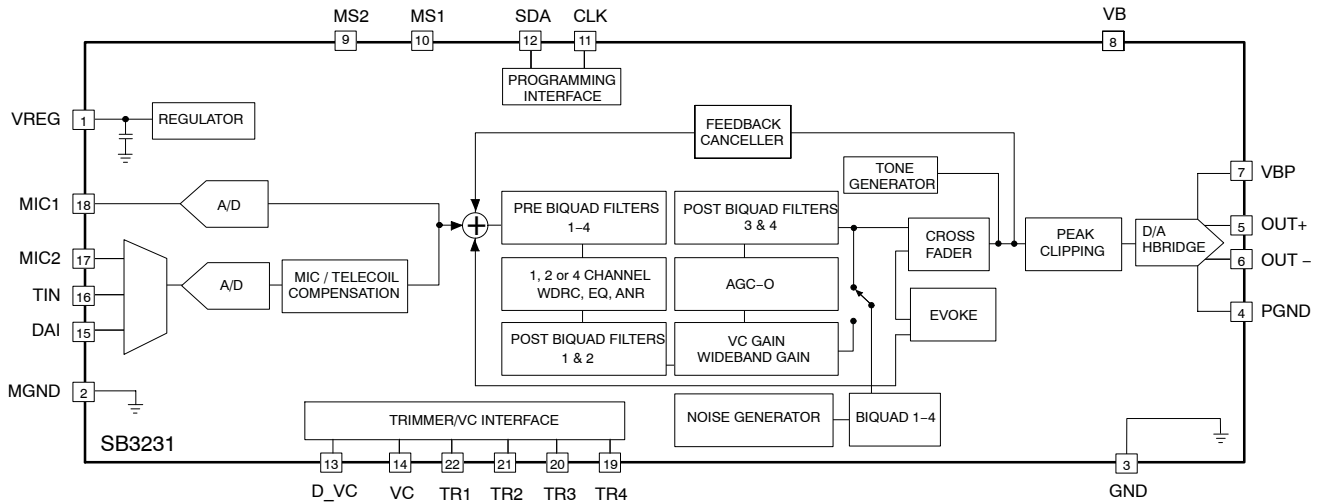 MS2
MS1
SDA
CLK
VB
9
10
12
11
8
PROGRAMMING
INTERFACE
VREG
1
REGULATOR
FEEDBACK
CANCELLER
TONE
GENERATOR
7
VBP
MIC1
18
A/D
PRE BIQUAD FILTERS
1–4
POST BIQUAD FILTERS
3 & 4
CROSS
FADER
PEAK
CLIPPING
D/A
HBRIDGE
5
OUT+
6
OUT –
MIC2
17
TIN
16
DAI
15
A/D
MIC / TELECOIL
COMPENSATION
1, 2 or 4 CHANNEL
WDRC, EQ, ANR
AGC–O
EVOKE
4
PGND
POST BIQUAD FILTERS
1 & 2
VC GAIN
WIDEBAND GAIN
MGND
2
TRIMMER/VC INTERFACE
NOISE GENERATOR
BIQUAD 1–4
SB3231
13
14
22
21
20
19
3
D_VC
VC
TR1
TR2
TR3
TR4
GND